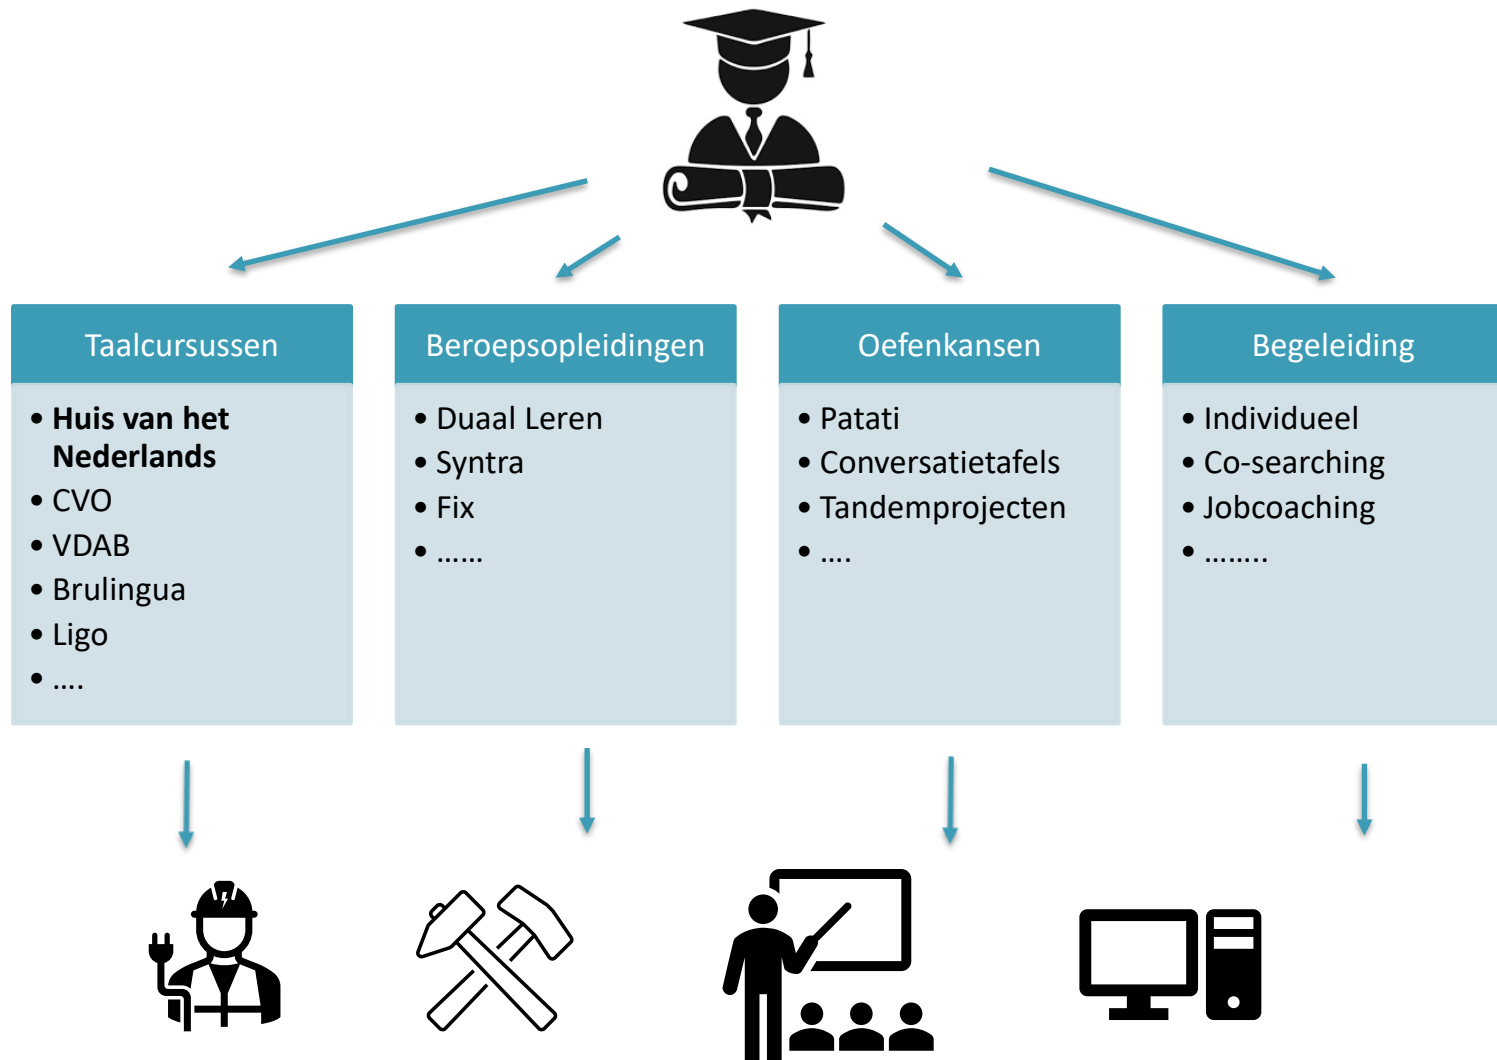 Taalcursussen
• Huis van het
Nederlands
• CVO
• VDAB
• Brulingua
• Ligo
• ....
Beroepsopleidingen
• Duaal Leren
• Syntra
• Fix
• ......
Oefenkansen
• Patati
• Conversatietafels
• Tandemprojecten
• ....
Begeleiding
• Individueel
• Co-searching
• Jobcoaching
• ........